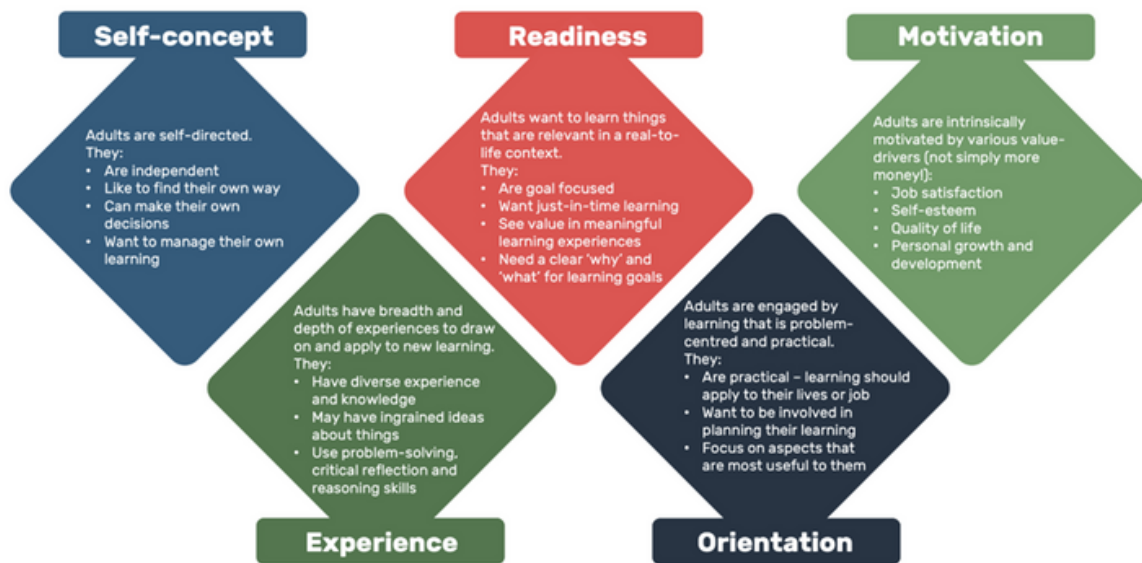 Self-concept
Adults are self-directed.
They:
• Are independent
• Like to find their own way
• Can make their own
decisions
• Want to manage their own
learning
Adults have breadth and
depth of experiences to draw
on and apply to new learning.
They:
• Have diverse experience
and knowledge
• May have ingrained ideas
about things
• Use problem-solving,
critical reflection and
reasoning skills
Experience
Readiness
Adults want to learn things
that are relevant in a real-to-
life context.
They:
• Are goal focused
• Want just-in-time learning
• See value in meaningful
learning experiences
• Need a clear ‘why’ and
‘what’ for learning goals
Adults are engaged by
learning that is problem-
centred and practical.
They:
• Are practical – learning should
apply to their lives or job
• Want to be involved in
planning their learning
• Focus on aspects that
are most useful to them
Orientation
Motivation
Adults are intrinsically
motivated by various value-
drivers (not simply more
money!):
• Job satisfaction
• Self-esteem
• Quality of life
• Personal growth and
development